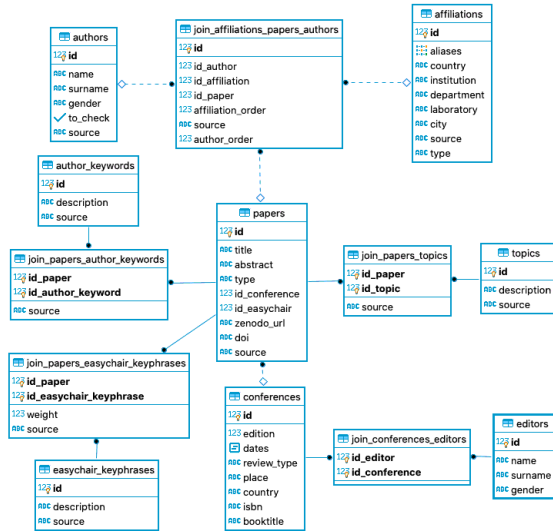 authors
123 id
ABC name
ABC surname
ABC gender
to_check
ABC source
join_affiliations_papers_authors
123 id
123 id_author
123 id_affiliation
123 id_paper
123 affiliation_order
ABC source
123 author_order
affiliations
123 id
aliases
ABC country
ABC institution
ABC department
ABC laboratory
ABC city
ABC source
ABC type
author_keywords
123 id
ABC description
ABC source
papers
123 id
ABC title
ABC abstract
ABC type
123 id_conference
123 id_easychair
ABC zenodo_url
ABC doi
ABC source
join_papers_author_keywords
123 id_paper
123 id_author_keyword
ABC source
join_papers_topics
123 id_paper
123 id_topic
ABC source
topics
123 id
ABC description
ABC source
join_papers_easychair_keyphrases
123 id_paper
123 id_easychair_keyphrase
123 weight
ABC source
easychair_keyphrases
123 id
ABC description
ABC source
conferences
123 id
123 edition
dates
ABC review_type
ABC place
ABC country
ABC isbn
ABC booktitle
join_conferences_editors
123 id_editor
123 id_conference
editors
123 id
ABC name
ABC surname
ABC gender